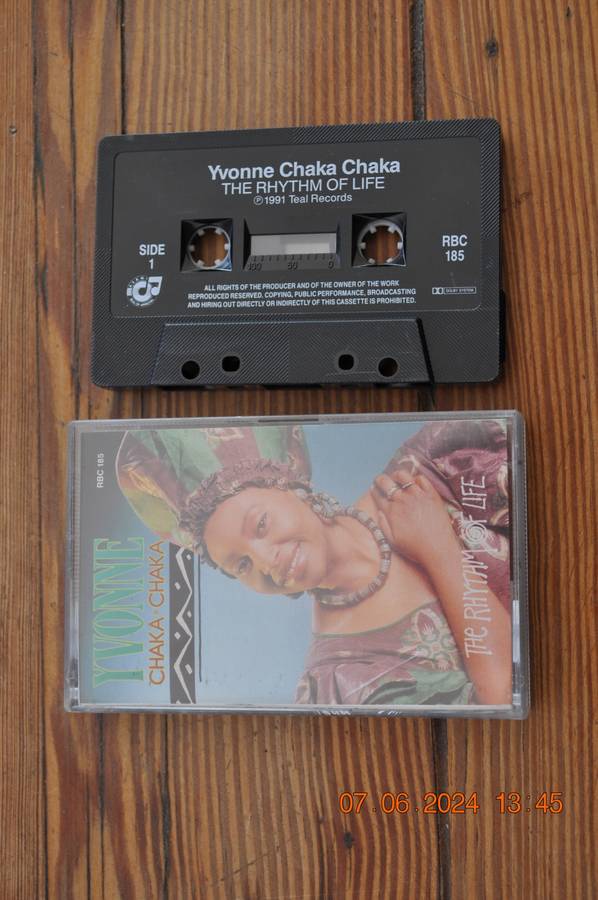 Yvonne Chaka Chaka
THE RHYTHM OF LIFE
Ⓟ1991 Teal Records
SIDE
1
RBC
185
100 50 0
ALL RIGHTS OF THE PRODUCER AND OF THE OWNER OF THE WORK
REPRODUCED RESERVED. COPYING, PUBLIC PERFORMANCE, BROADCASTING
AND HIRING OUT DIRECTLY OR INDIRECTLY OF THIS CASSETTE IS PROHIBITED.
DOLBY SYSTEM
RBC 185
YVONNE
CHAKA·CHAKA
THE RHYTHM OF LIFE
07.06.2024 13:45